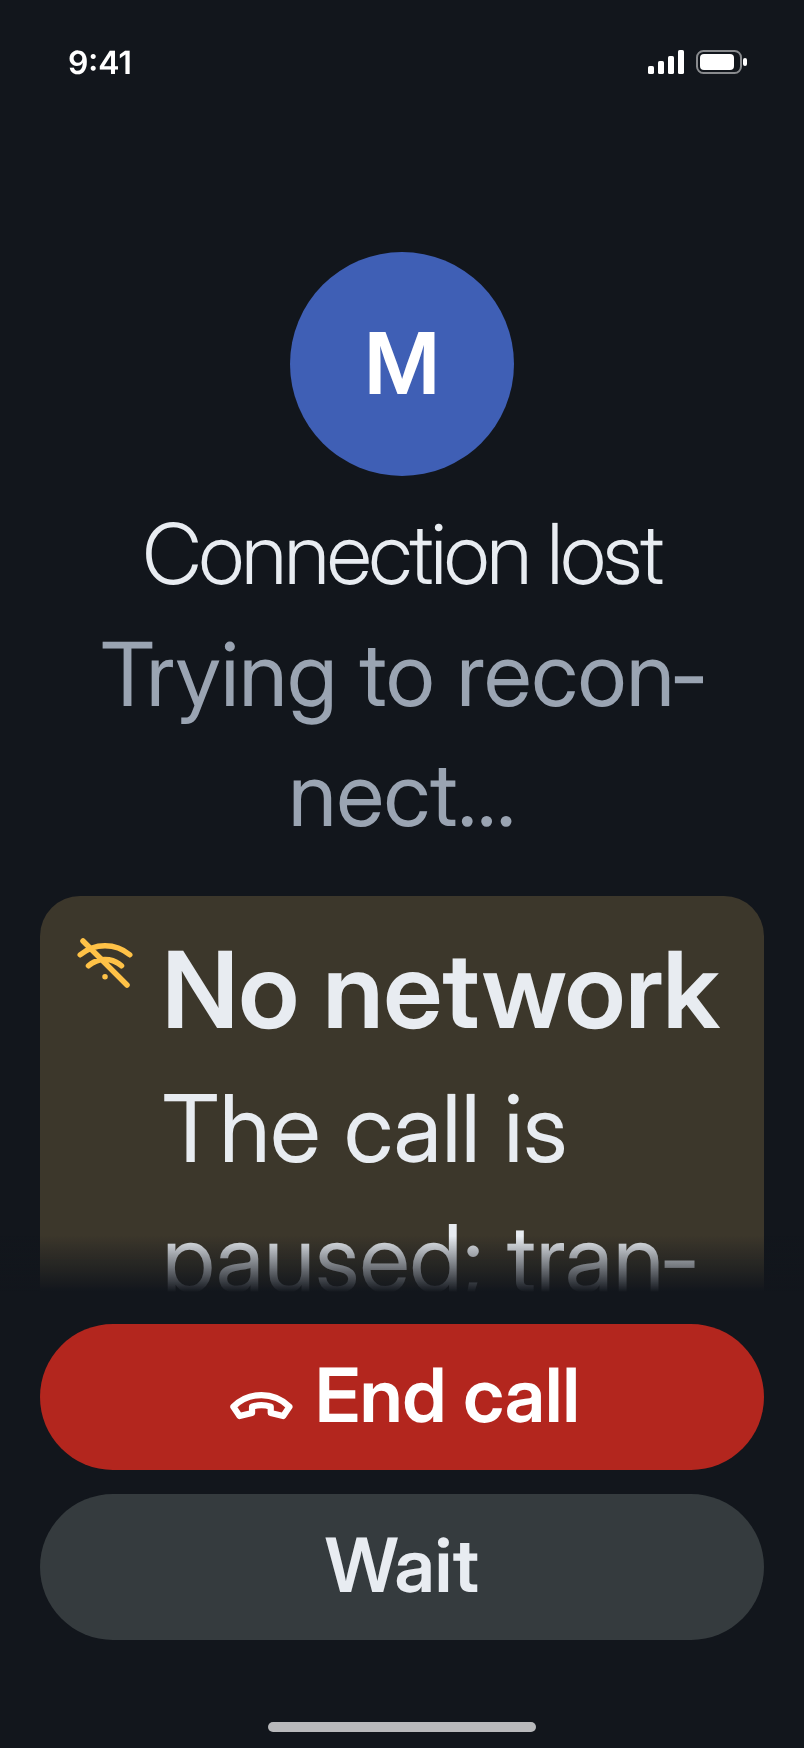 9:41
M
Connection lost
Trying to recon-
nect...
No network
The call is
paused; tran-
End call
Wait